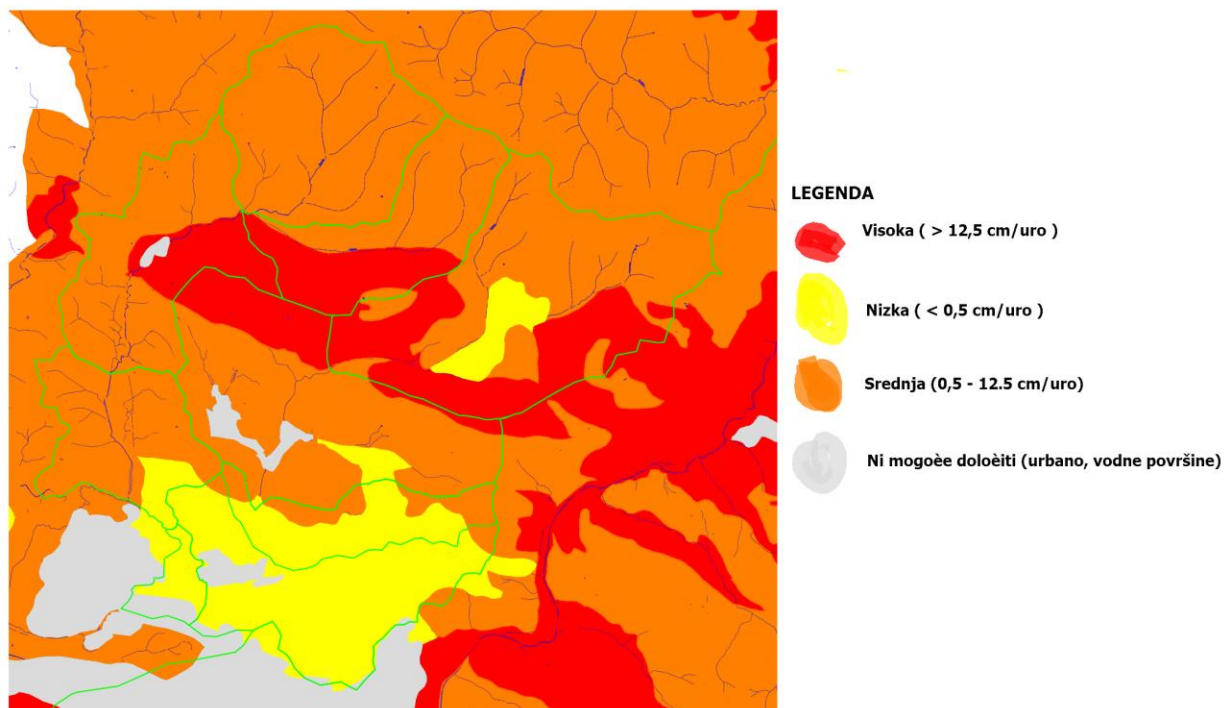 LEGENDA
Visoka ( > 12,5 cm/uro )
Nizka ( < 0,5 cm/uro )
Srednja (0,5 - 12.5 cm/uro)
Ni mogoèe doloèiti (urbano, vodne površine)